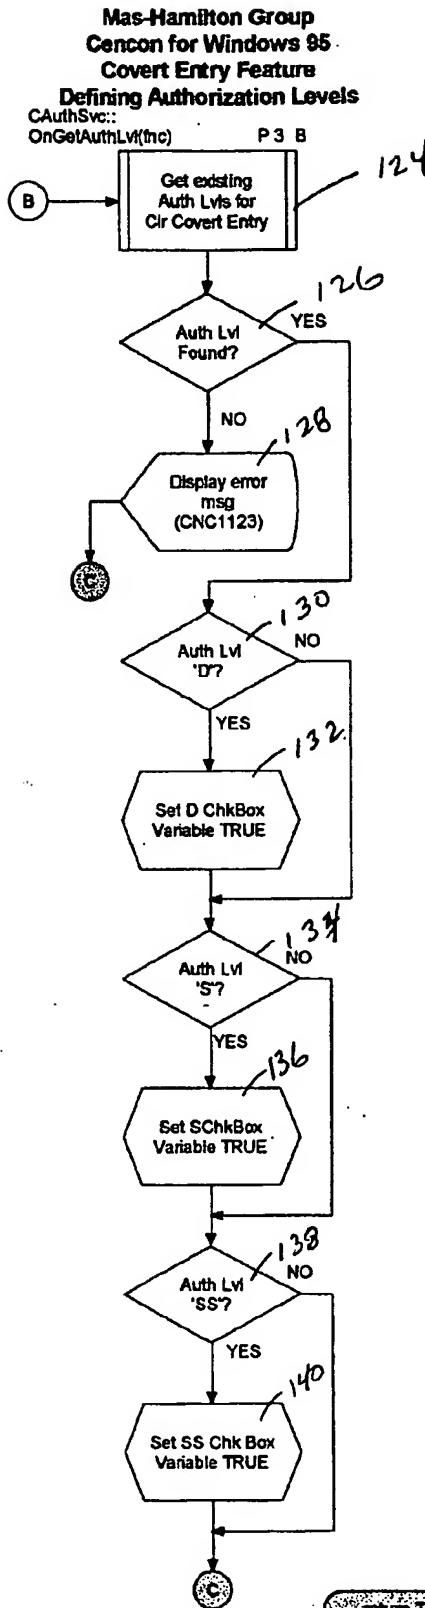 Mas-Hamilton Group
Cencon for Windows 95
Covert Entry Feature
Defining Authorization Levels
CAuthSvc::
OnGetAuthLvl(fnc)
P 3 B
124
B
Get existing
Auth Lvls for
Clr Covert Entry
126
YES
Auth Lvl
Found?
NO
128
Display error
msg
(CNC1123)
C
130
NO
Auth Lvl
'D'?
YES
132
Set D ChkBox
Variable TRUE
134
NO
Auth Lvl
'S'?
YES
136
Set SChkBox
Variable TRUE
138
NO
Auth Lvl
'SS'?
YES
140
Set SS Chk Box
Variable TRUE
C